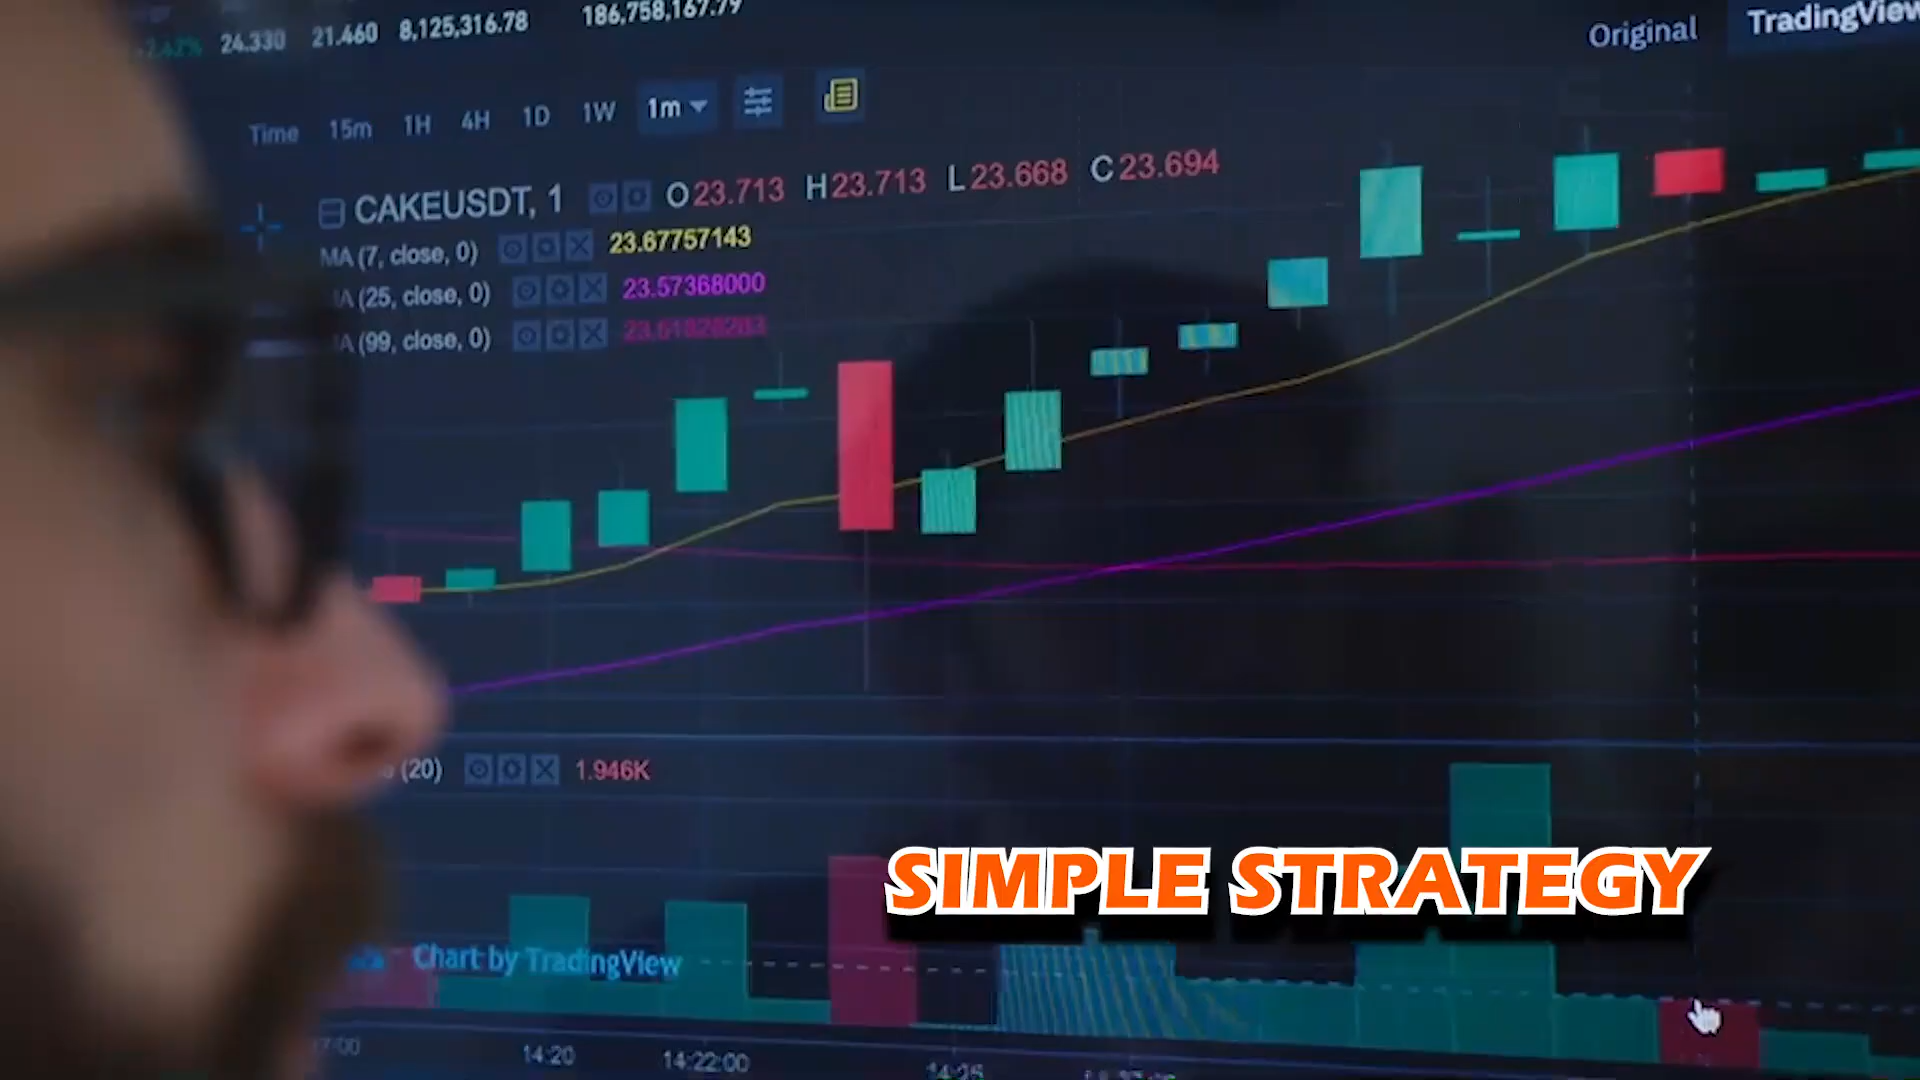 2.42% 24.330 21.460 8,125,316.78 186,758,167.79
Original TradingView
Time 15m 1H 4H 1D 1W 1m
CAKEUSDT, 1 O23.713 H23.713 L23.668 C23.694
MA (7, close, 0) 23.67757143
(25, close, 0) 23.57368000
(99, close, 0)
(20) 1.946K
SIMPLE STRATEGY
Chart by TradingView
14:20 14:22:00